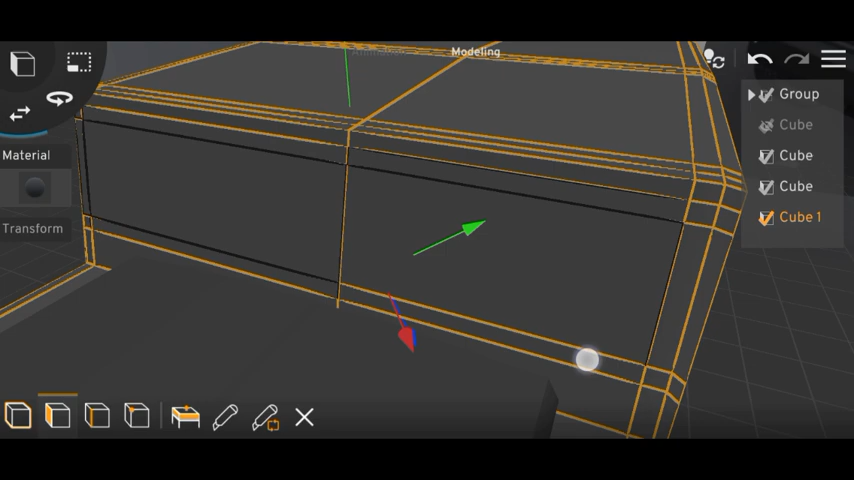 Modeling
Group
Cube
Material
Cube
Cube
Cube 1
Transform